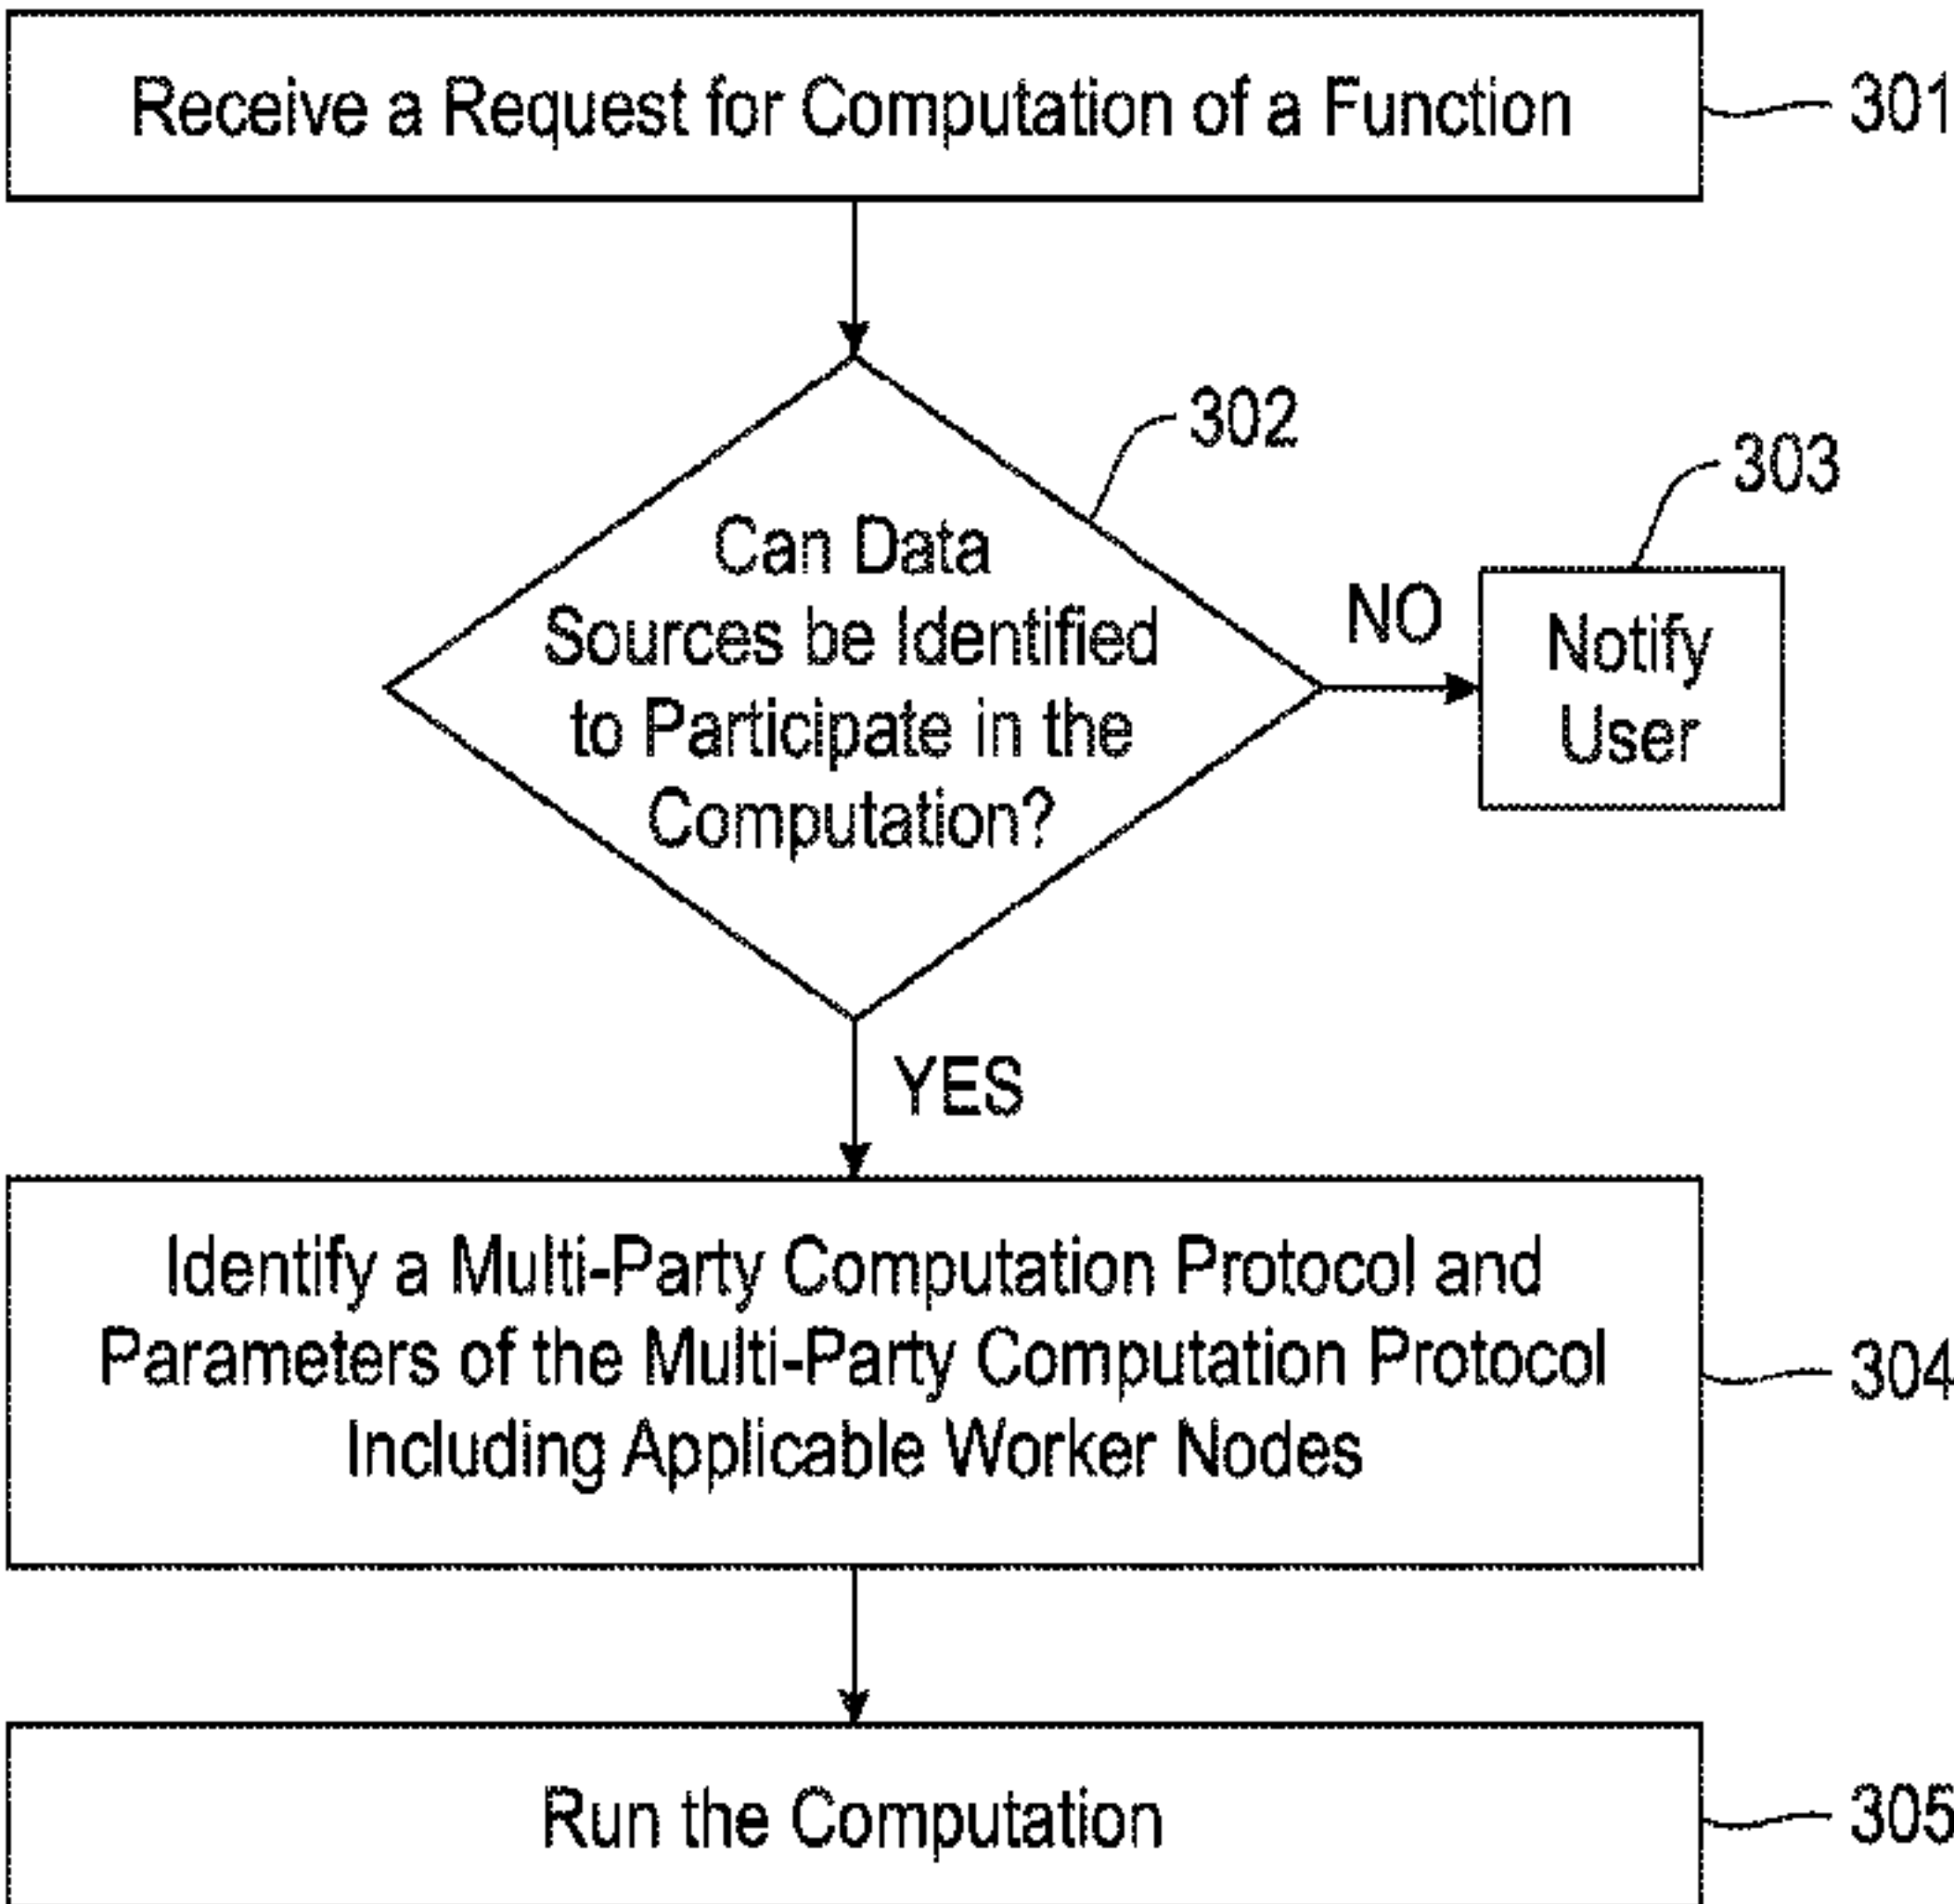 Receive a Request for Computation of a Function
301
302
303
Can Data
Sources be Identified
to Participate in the
Computation?
NO
Notify
User
YES
Identify a Multi-Party Computation Protocol and
Parameters of the Multi-Party Computation Protocol
Including Applicable Worker Nodes
304
Run the Computation
305